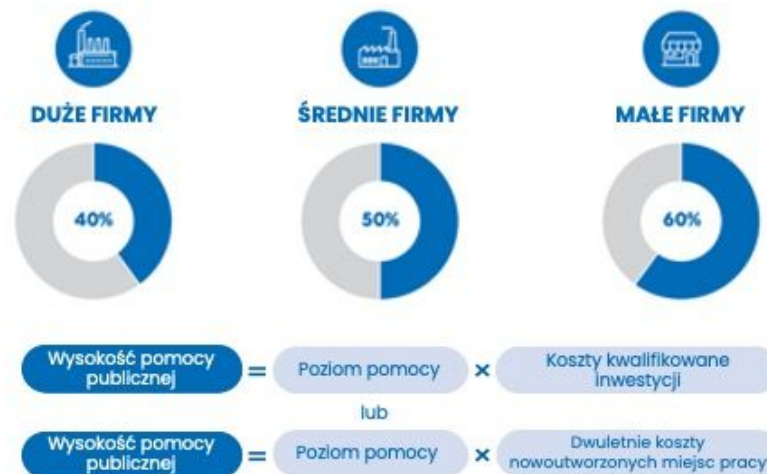 DUŻE FIRMY
ŚREDNIE FIRMY
MAŁE FIRMY
40%
50%
60%
Wysokość pomocy
publicznej
=
Poziom pomocy
×
Koszty kwalifikowane
inwestycji
lub
Wysokość pomocy
publicznej
=
Poziom pomocy
×
Dwuletnie koszty
nowoutworzonych miejsc pracy